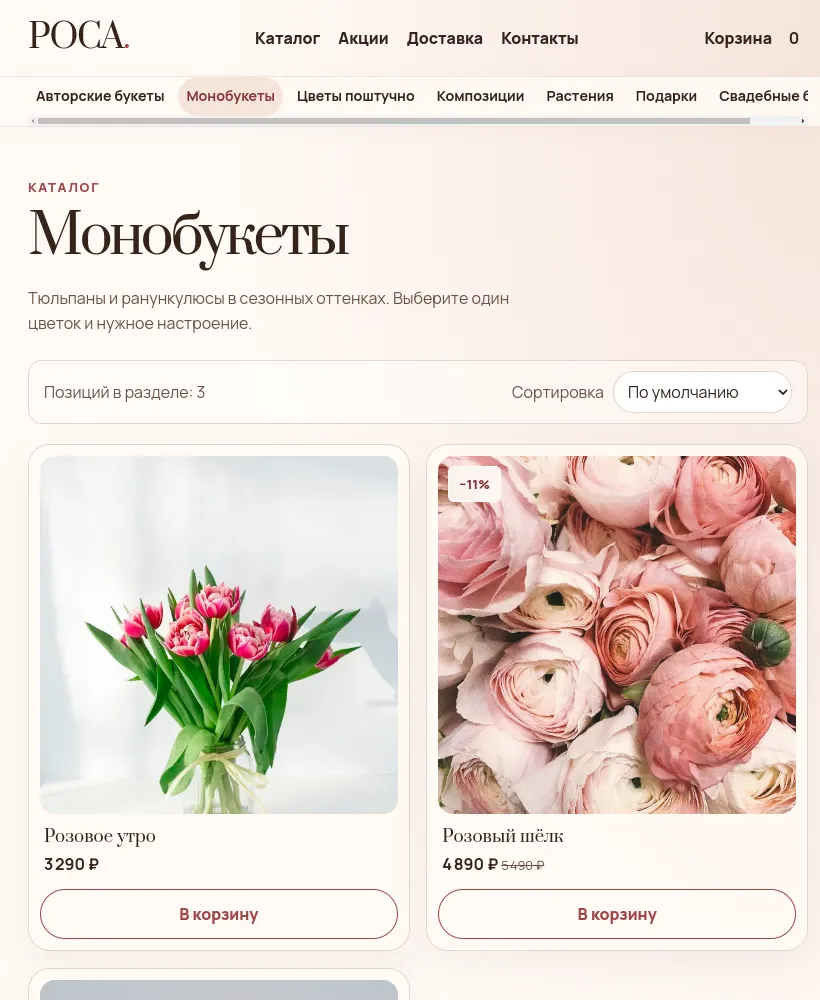 РОСА.
Каталог Акции Доставка Контакты Корзина 0
Авторские букеты Монобукеты Цветы поштучно Композиции Растения Подарки Свадебные
КАТАЛОГ
Монобукеты
Тюльпаны и ранункулюсы в сезонных оттенках. Выберите один
цветок и нужное настроение.
Позиций в разделе: 3 Сортировка По умолчанию
−11%
Розовое утро
3 290 ₽
В корзину
Розовый шёлк
4 890 ₽ 5 490 ₽
В корзину